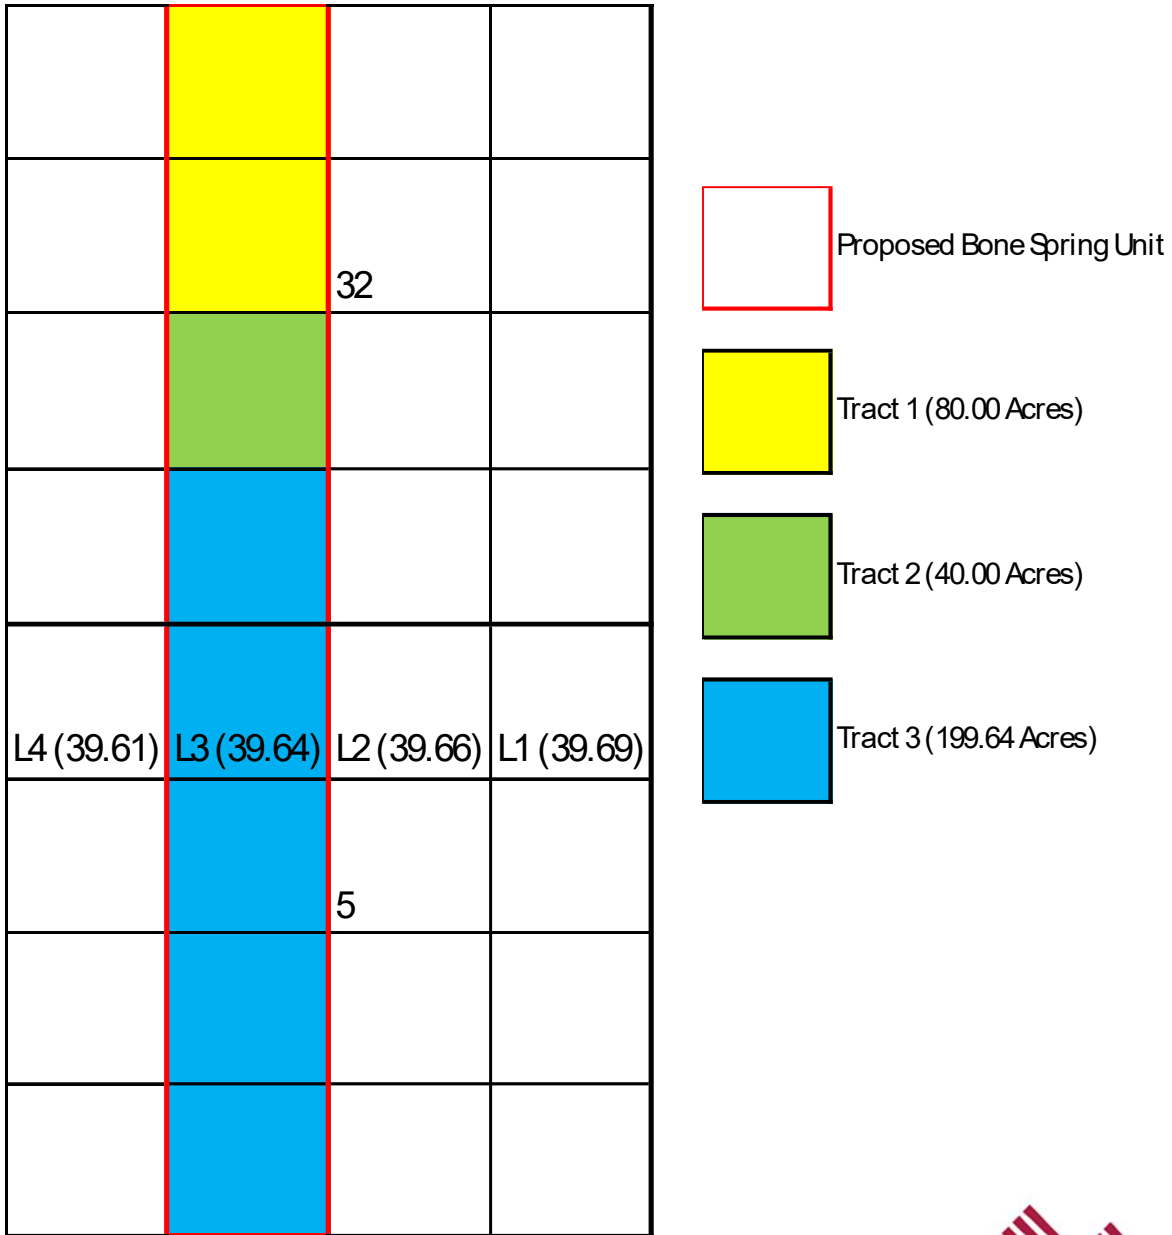 32
L4 (39.61) L3 (39.64) L2 (39.66) L1 (39.69)
5
Proposed Bone Spring Unit
Tract 1 (80.00 Acres)
Tract 2 (40.00 Acres)
Tract 3 (199.64 Acres)